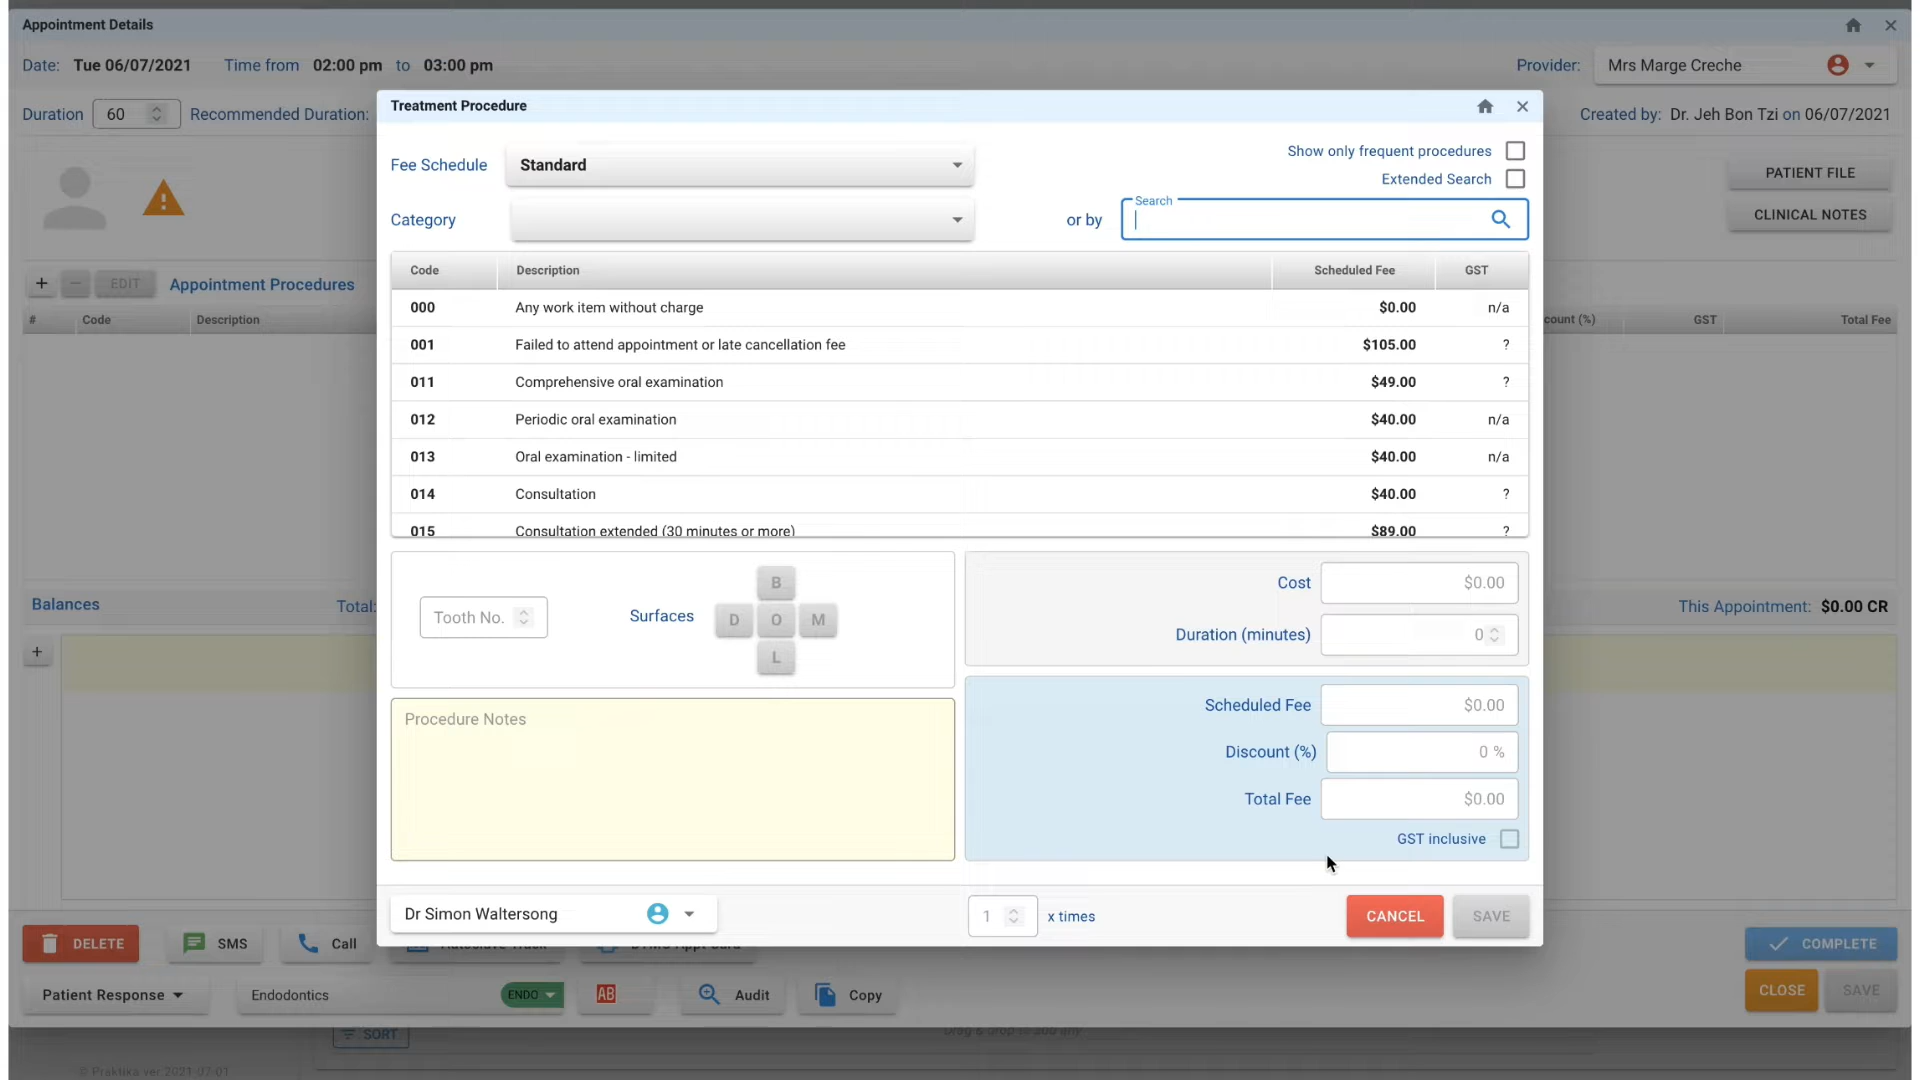 Appointment Details
Date: Tue 06/07/2021 Time from 02:00 pm to 03:00 pm
Provider: Mrs Marge Creche
Duration 60 Recommended Duration:
Created by: Dr. Jeh Bon Tzi on 06/07/2021
PATIENT FILE
CLINICAL NOTES
+ − EDIT Appointment Procedures
# Code Description
count (%) GST Total Fee
Treatment Procedure
Fee Schedule Standard
Show only frequent procedures
Extended Search
Category
or by Search
Code Description Scheduled Fee GST
000 Any work item without charge $0.00 n/a
001 Failed to attend appointment or late cancellation fee $105.00 ?
011 Comprehensive oral examination $49.00 ?
012 Periodic oral examination $40.00 n/a
013 Oral examination - limited $40.00 n/a
014 Consultation $40.00 ?
015 Consultation extended (30 minutes or more) $89.00 ?
Tooth No. Surfaces
B
D O M
L
Cost $0.00
Duration (minutes) 0
Procedure Notes
Scheduled Fee $0.00
Discount (%) 0 %
Total Fee $0.00
GST inclusive
Dr Simon Waltersong
1 x times
CANCEL SAVE
Balances Total:
This Appointment: $0.00 CR
+
DELETE SMS Call
COMPLETE
Patient Response Endodontics ENDO AB Audit Copy
CLOSE SAVE
SORT
© Praktika ver 2021-07-01